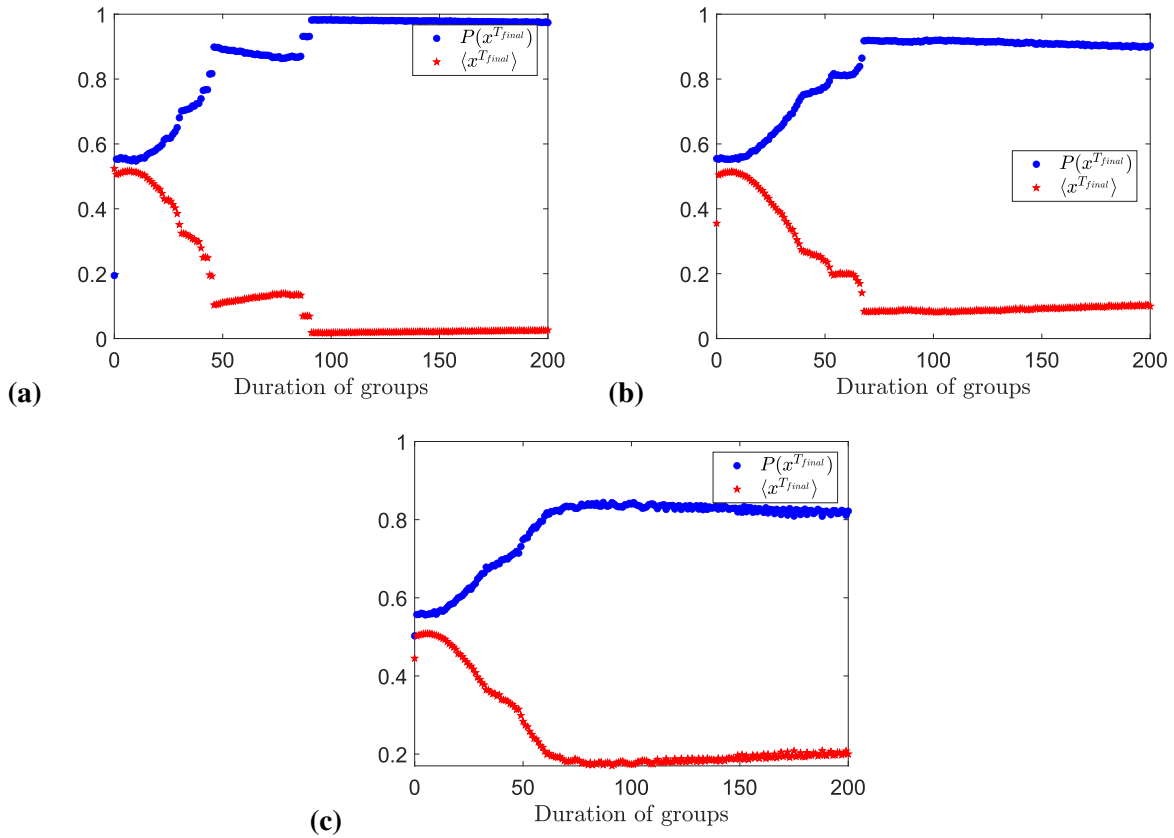 1
0.8
0.6
0.4
0.2
0
0 50 100 150 200
Duration of groups
P(x^{T_{final}})
⟨x^{T_{final}}⟩
(a)
1
0.8
0.6
0.4
0.2
0
0 50 100 150 200
Duration of groups
P(x^{T_{final}})
⟨x^{T_{final}}⟩
(b)
1
0.8
0.6
0.4
0.2
0 50 100 150 200
Duration of groups
P(x^{T_{final}})
⟨x^{T_{final}}⟩
(c)